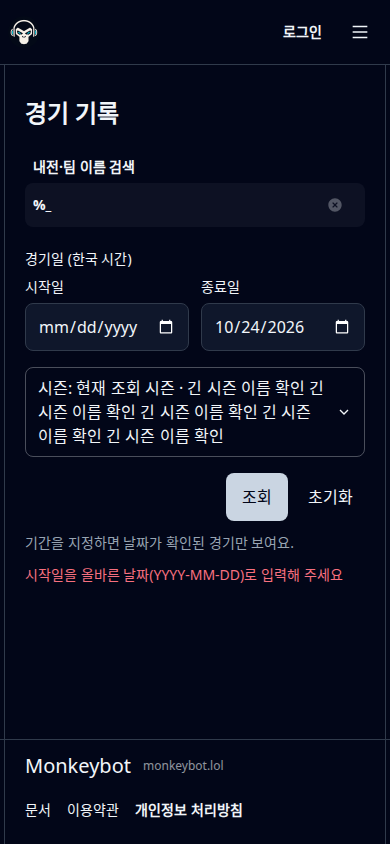 로그인
경기 기록
내전·팀 이름 검색
%_
경기일 (한국 시간)
시작일
종료일
mm/dd/yyyy
10/24/2026
시즌: 현재 조회 시즌 · 긴 시즌 이름 확인 긴
시즌 이름 확인 긴 시즌 이름 확인 긴 시즌
이름 확인 긴 시즌 이름 확인
조회
초기화
기간을 지정하면 날짜가 확인된 경기만 보여요.
시작일을 올바른 날짜(YYYY-MM-DD)로 입력해 주세요
Monkeybot
monkeybot.lol
문서
이용약관
개인정보 처리방침